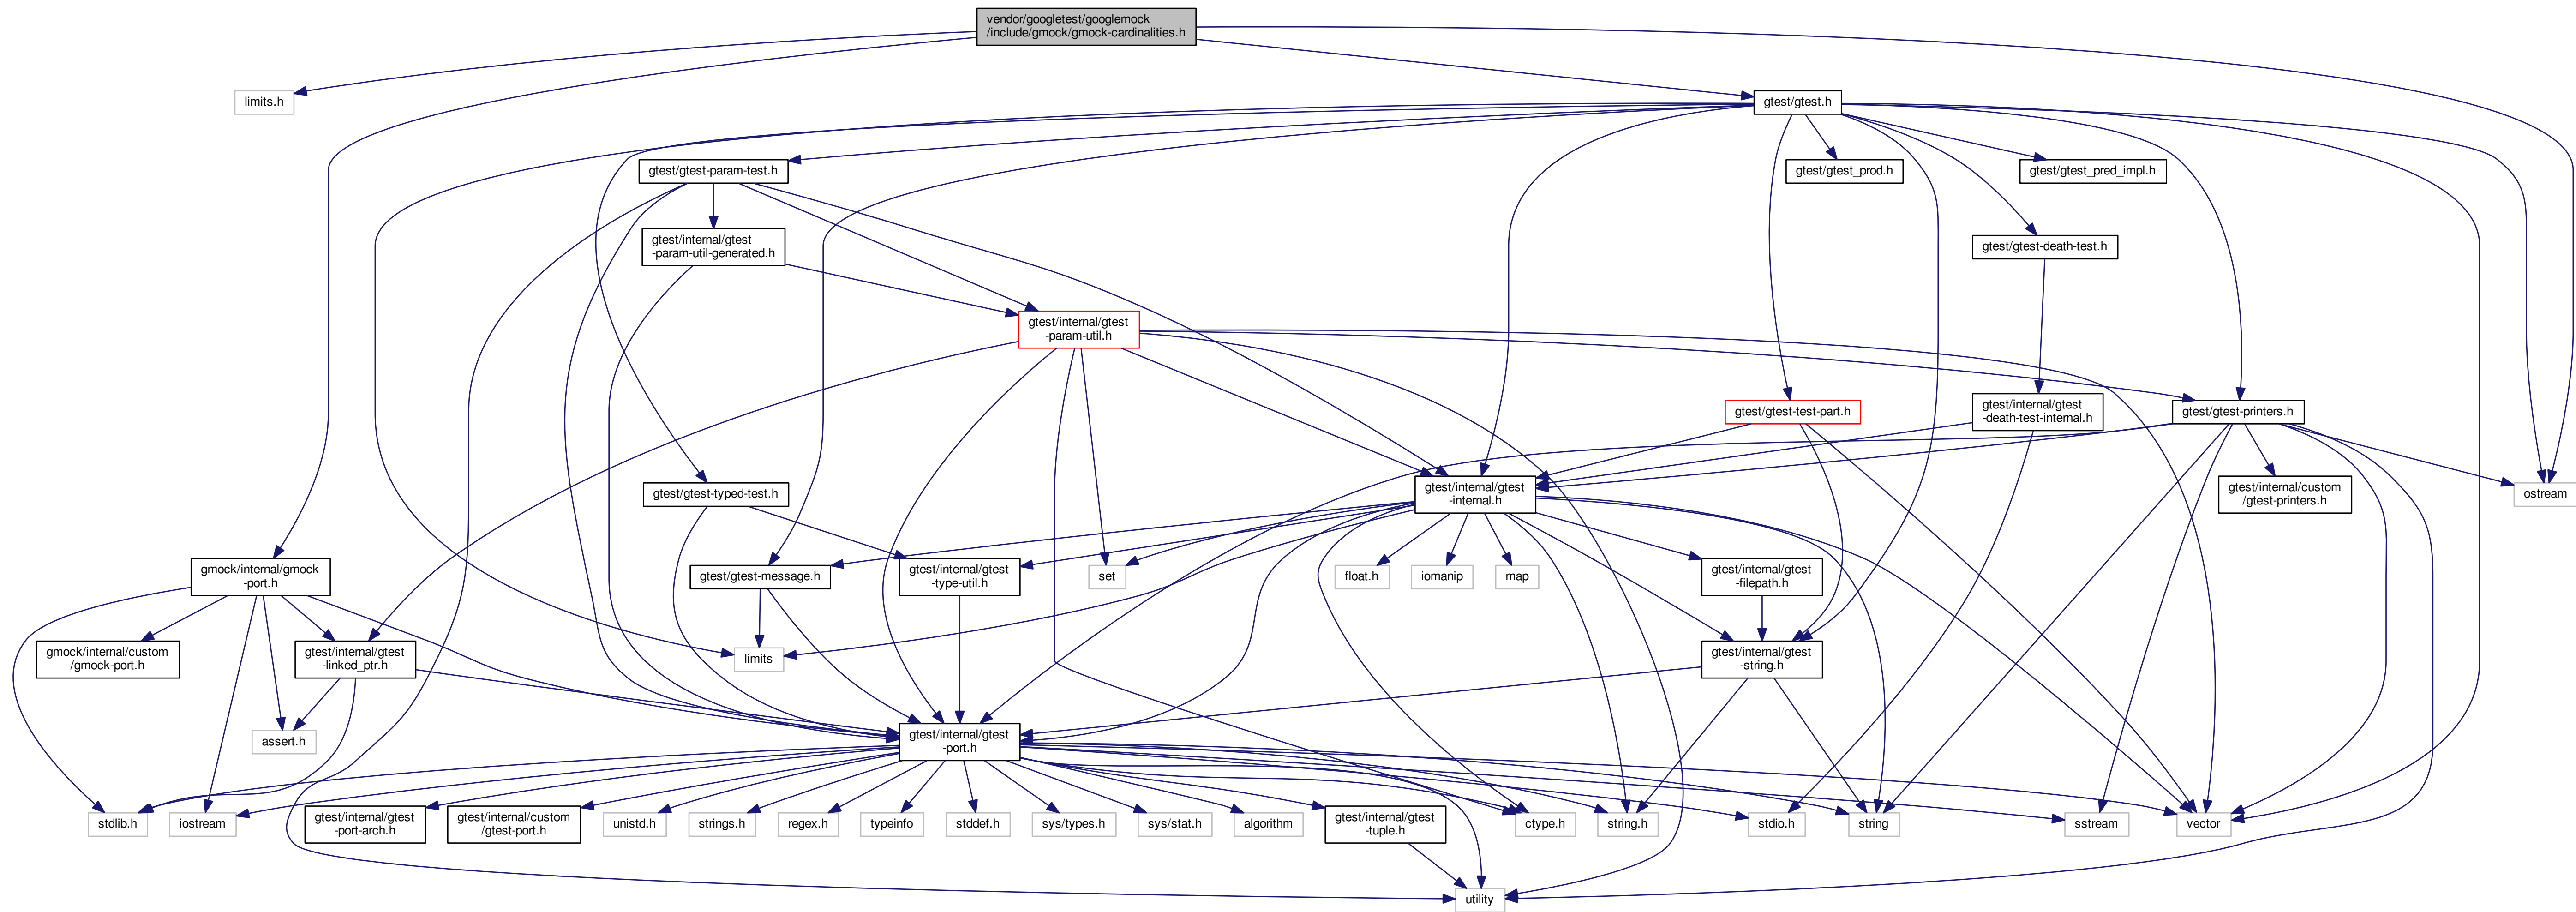 vendor/googletest/googlemock
/include/gmock/gmock-cardinalities.h
limits.h
gtest/gtest.h
gtest/gtest-param-test.h
gtest/gtest_prod.h
gtest/gtest_pred_impl.h
gtest/internal/gtest
-param-util-generated.h
gtest/gtest-death-test.h
gtest/internal/gtest
-param-util.h
gtest/gtest-test-part.h
gtest/internal/gtest
-death-test-internal.h
gtest/gtest-printers.h
gtest/gtest-typed-test.h
gtest/internal/gtest
-internal.h
gtest/internal/custom
/gtest-printers.h
ostream
gmock/internal/gmock
-port.h
gtest/gtest-message.h
gtest/internal/gtest
-type-util.h
set
float.h
iomanip
map
gtest/internal/gtest
-filepath.h
gmock/internal/custom
/gmock-port.h
gtest/internal/gtest
-linked_ptr.h
limits
gtest/internal/gtest
-string.h
assert.h
gtest/internal/gtest
-port.h
stdlib.h
iostream
gtest/internal/gtest
-port-arch.h
gtest/internal/custom
/gtest-port.h
unistd.h
strings.h
regex.h
typeinfo
stddef.h
sys/types.h
sys/stat.h
algorithm
gtest/internal/gtest
-tuple.h
ctype.h
string.h
stdio.h
string
sstream
vector
utility